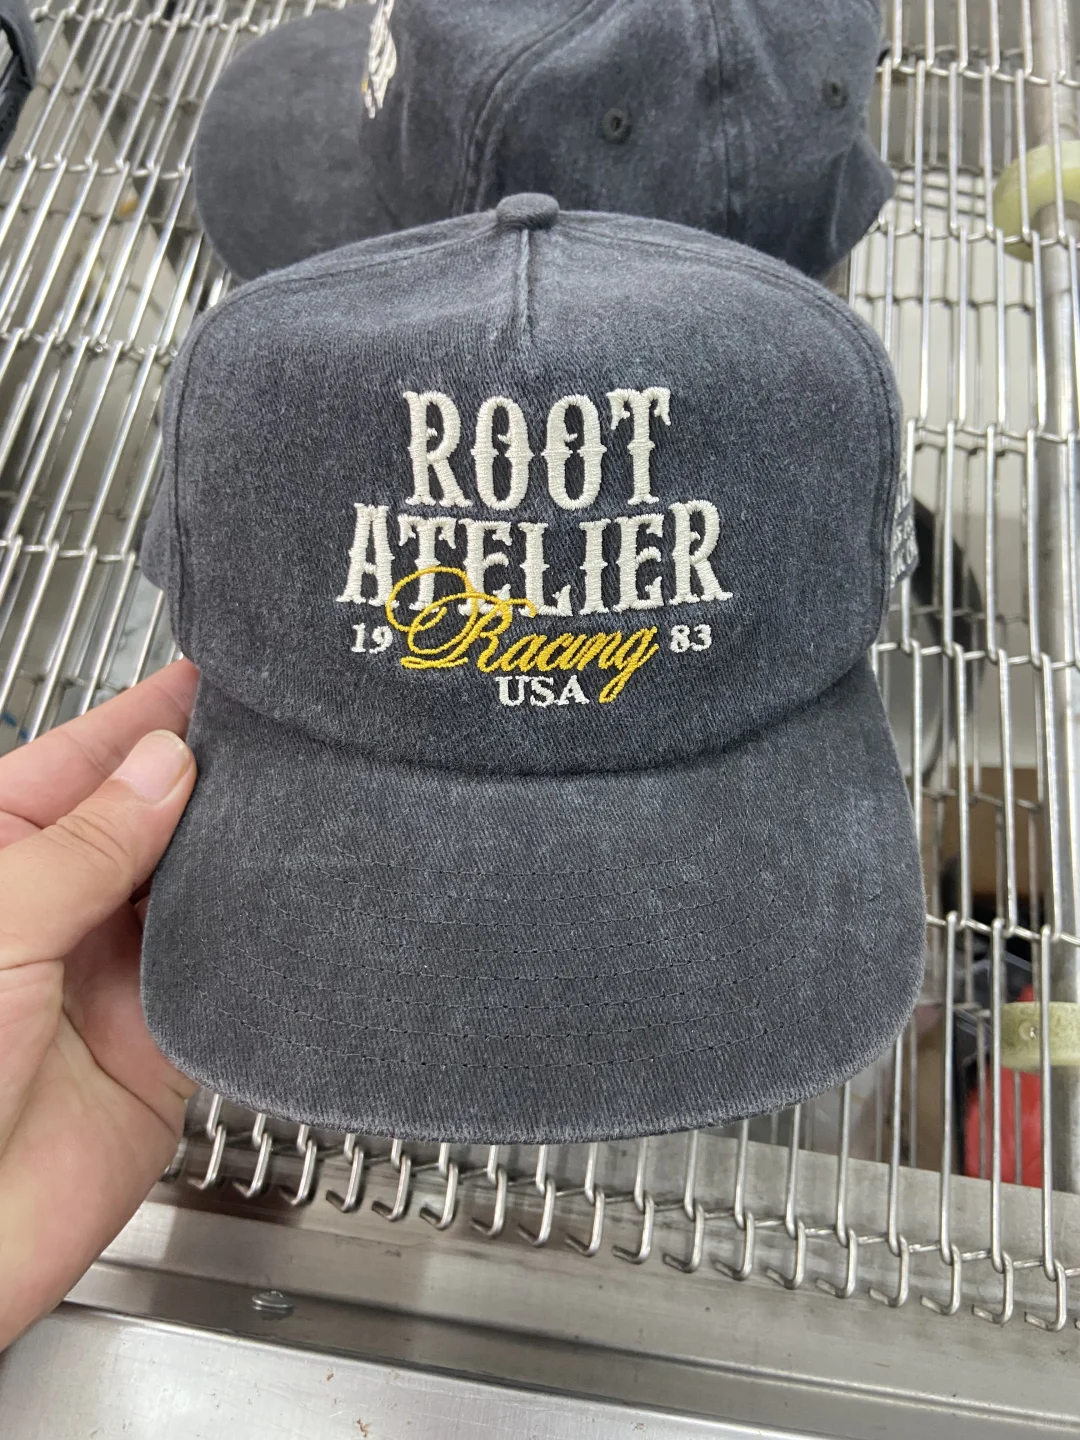 ROOT
ATELIER
19 Racing 83
USA